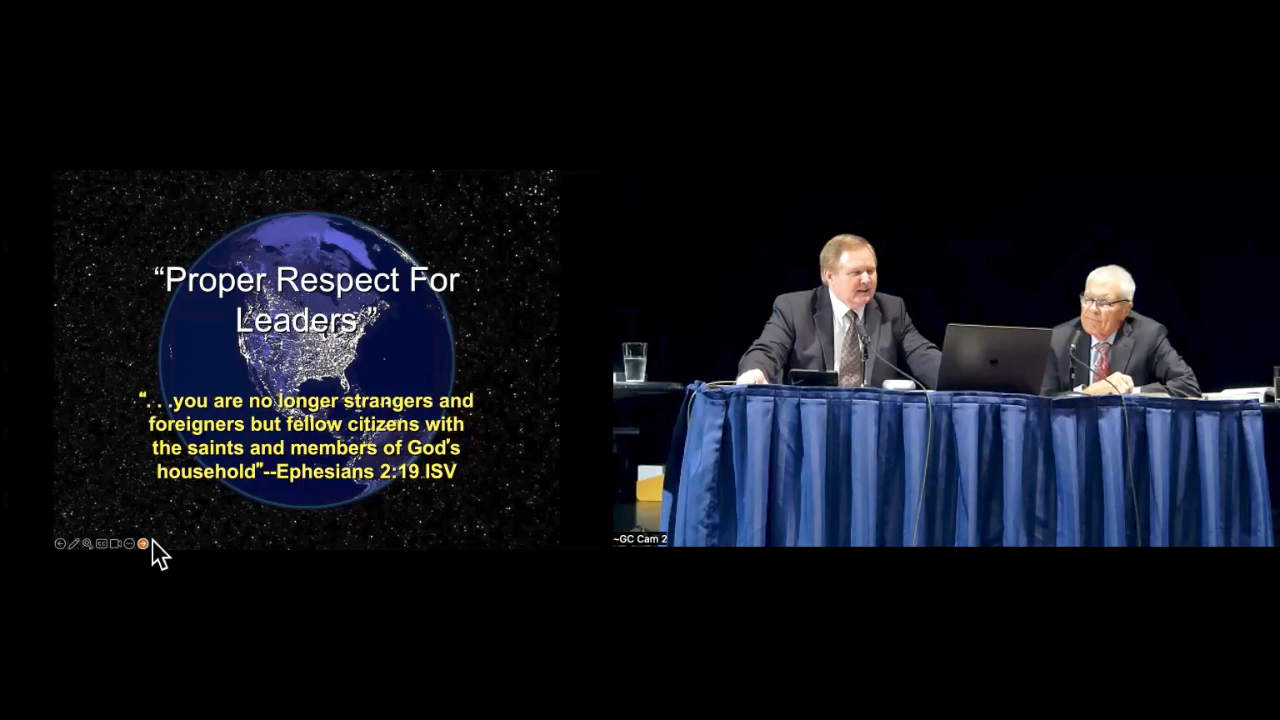 “Proper Respect For
Leaders.”
“. . .you are no longer strangers and
foreigners but fellow citizens with
the saints and members of God’s
household”--Ephesians 2:19 ISV
~GC Cam 2